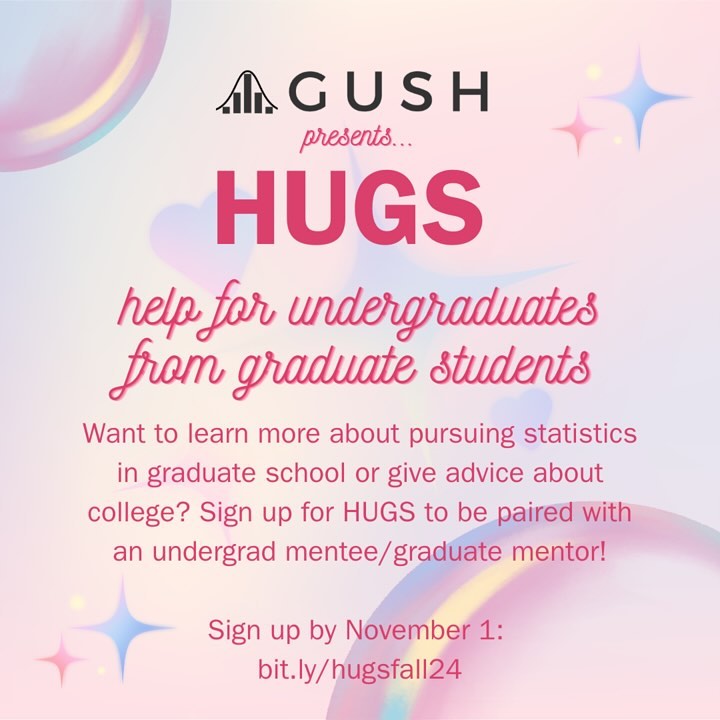 GUSH
presents...
HUGS
help for undergraduates
from graduate students
Want to learn more about pursuing statistics
in graduate school or give advice about
college? Sign up for HUGS to be paired with
an undergrad mentee/graduate mentor!
Sign up by November 1:
bit.ly/hugsfall24